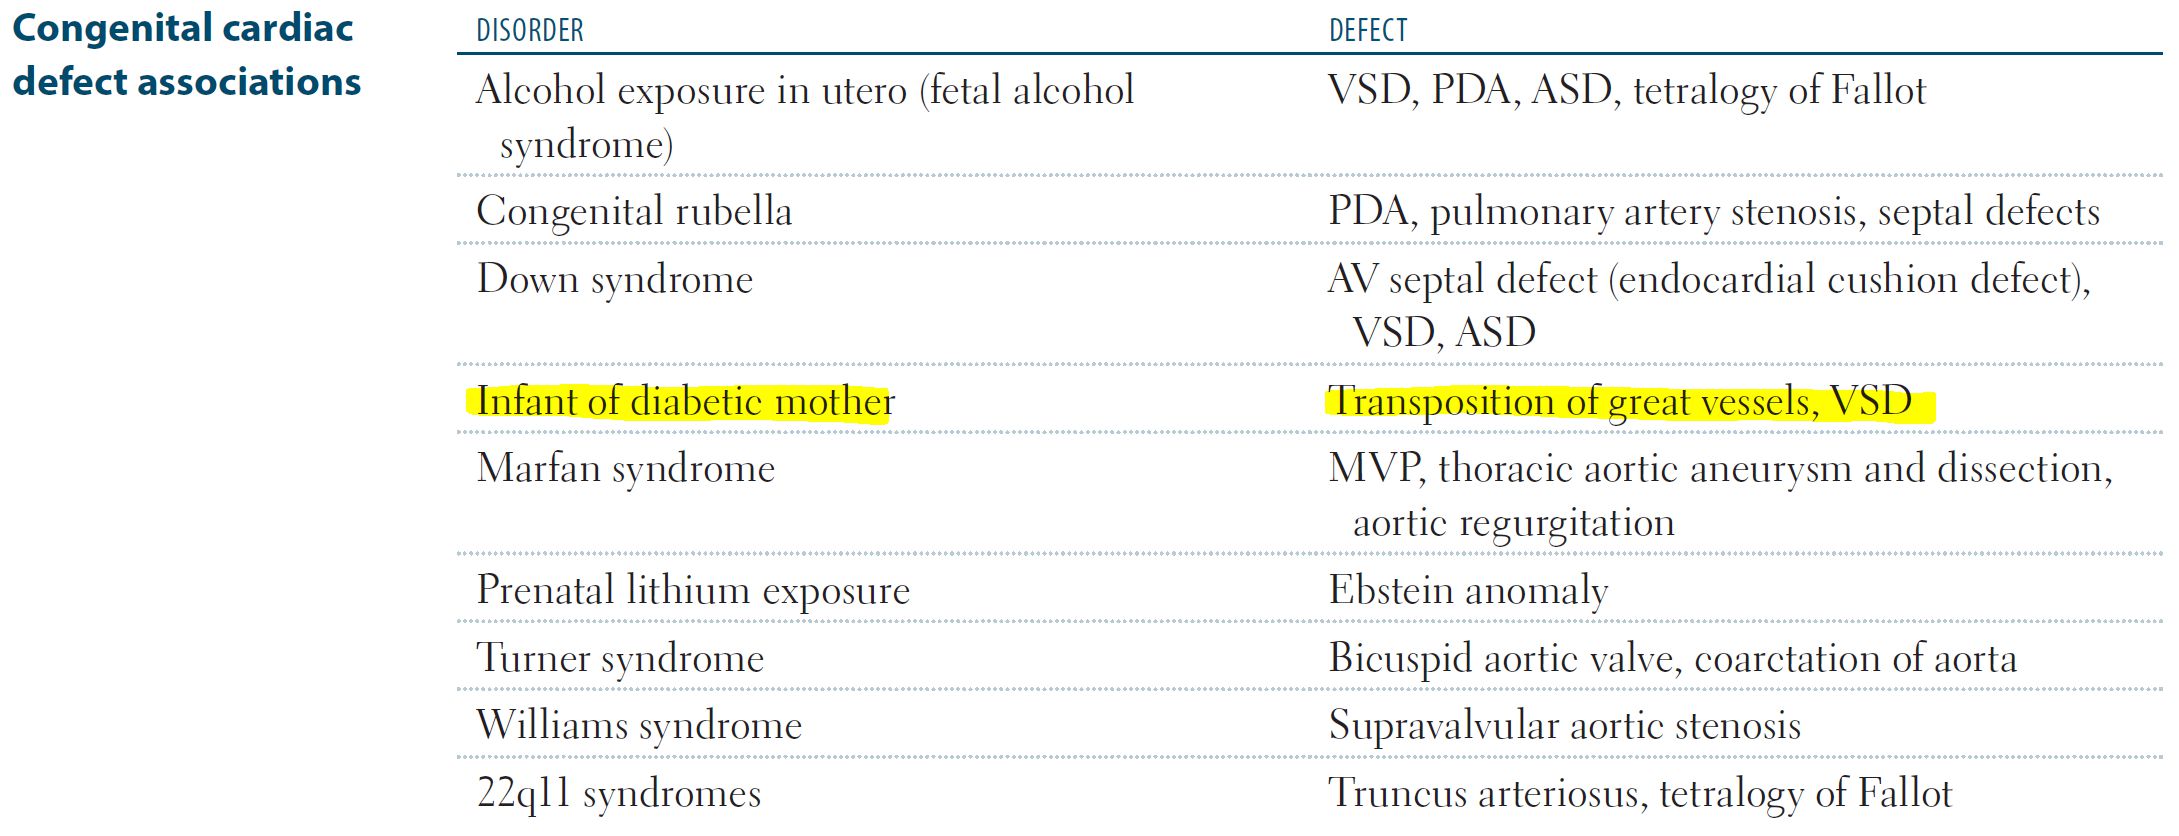 Congenital cardiac
defect associations
DISORDER DEFECT
Alcohol exposure in utero (fetal alcohol VSD, PDA, ASD, tetralogy of Fallot
syndrome)
Congenital rubella PDA, pulmonary artery stenosis, septal defects
Down syndrome AV septal defect (endocardial cushion defect),
VSD, ASD
Infant of diabetic mother Transposition of great vessels, VSD
Marfan syndrome MVP, thoracic aortic aneurysm and dissection,
aortic regurgitation
Prenatal lithium exposure Ebstein anomaly
Turner syndrome Bicuspid aortic valve, coarctation of aorta
Williams syndrome Supravalvular aortic stenosis
22q11 syndromes Truncus arteriosus, tetralogy of Fallot